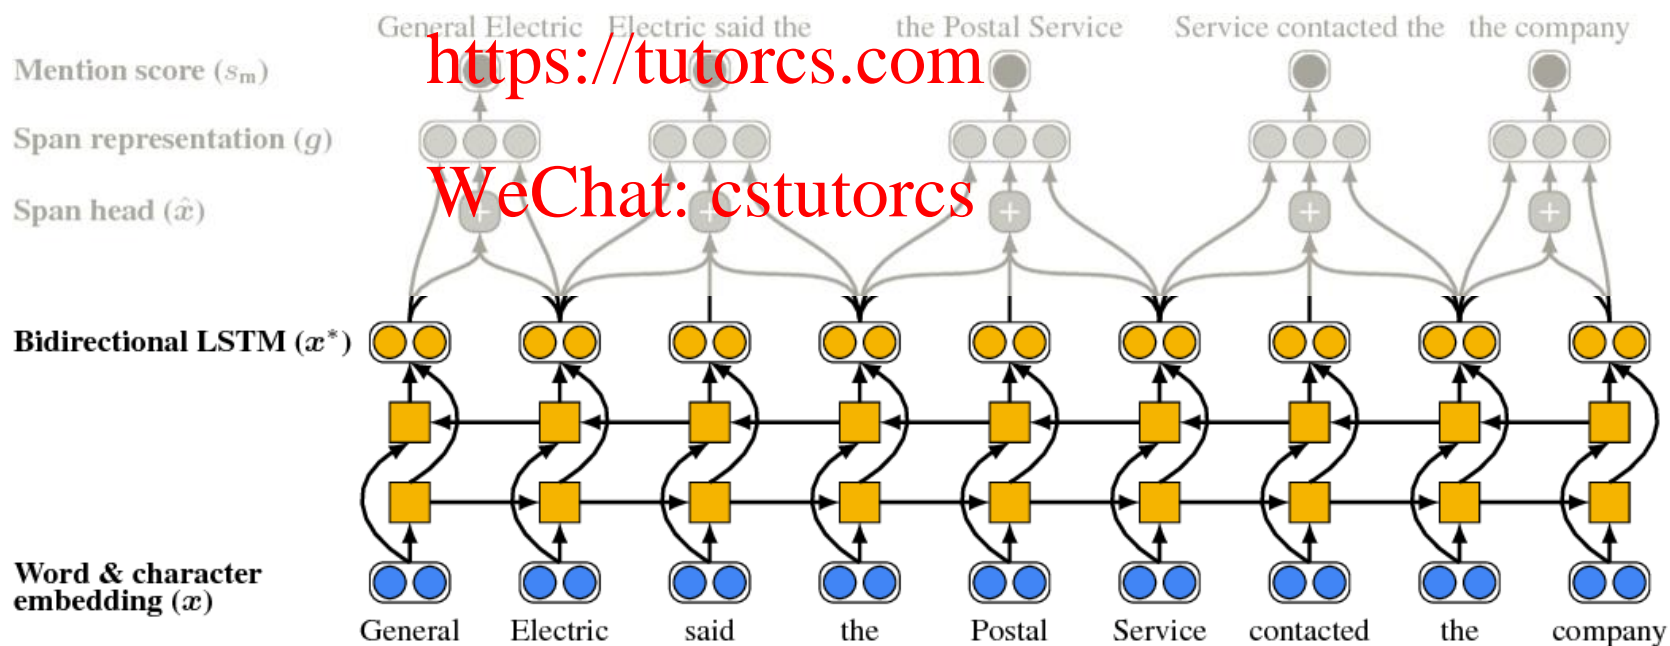 General Electric Electric said the the Postal Service Service contacted the the company
https://tutorcs.com
Mention score (sₘ)
Span representation (g)
WeChat: cstutorcs
Span head (x̂)
Bidirectional LSTM (x*)
Word & character
embedding (x)
General Electric said the Postal Service contacted the company